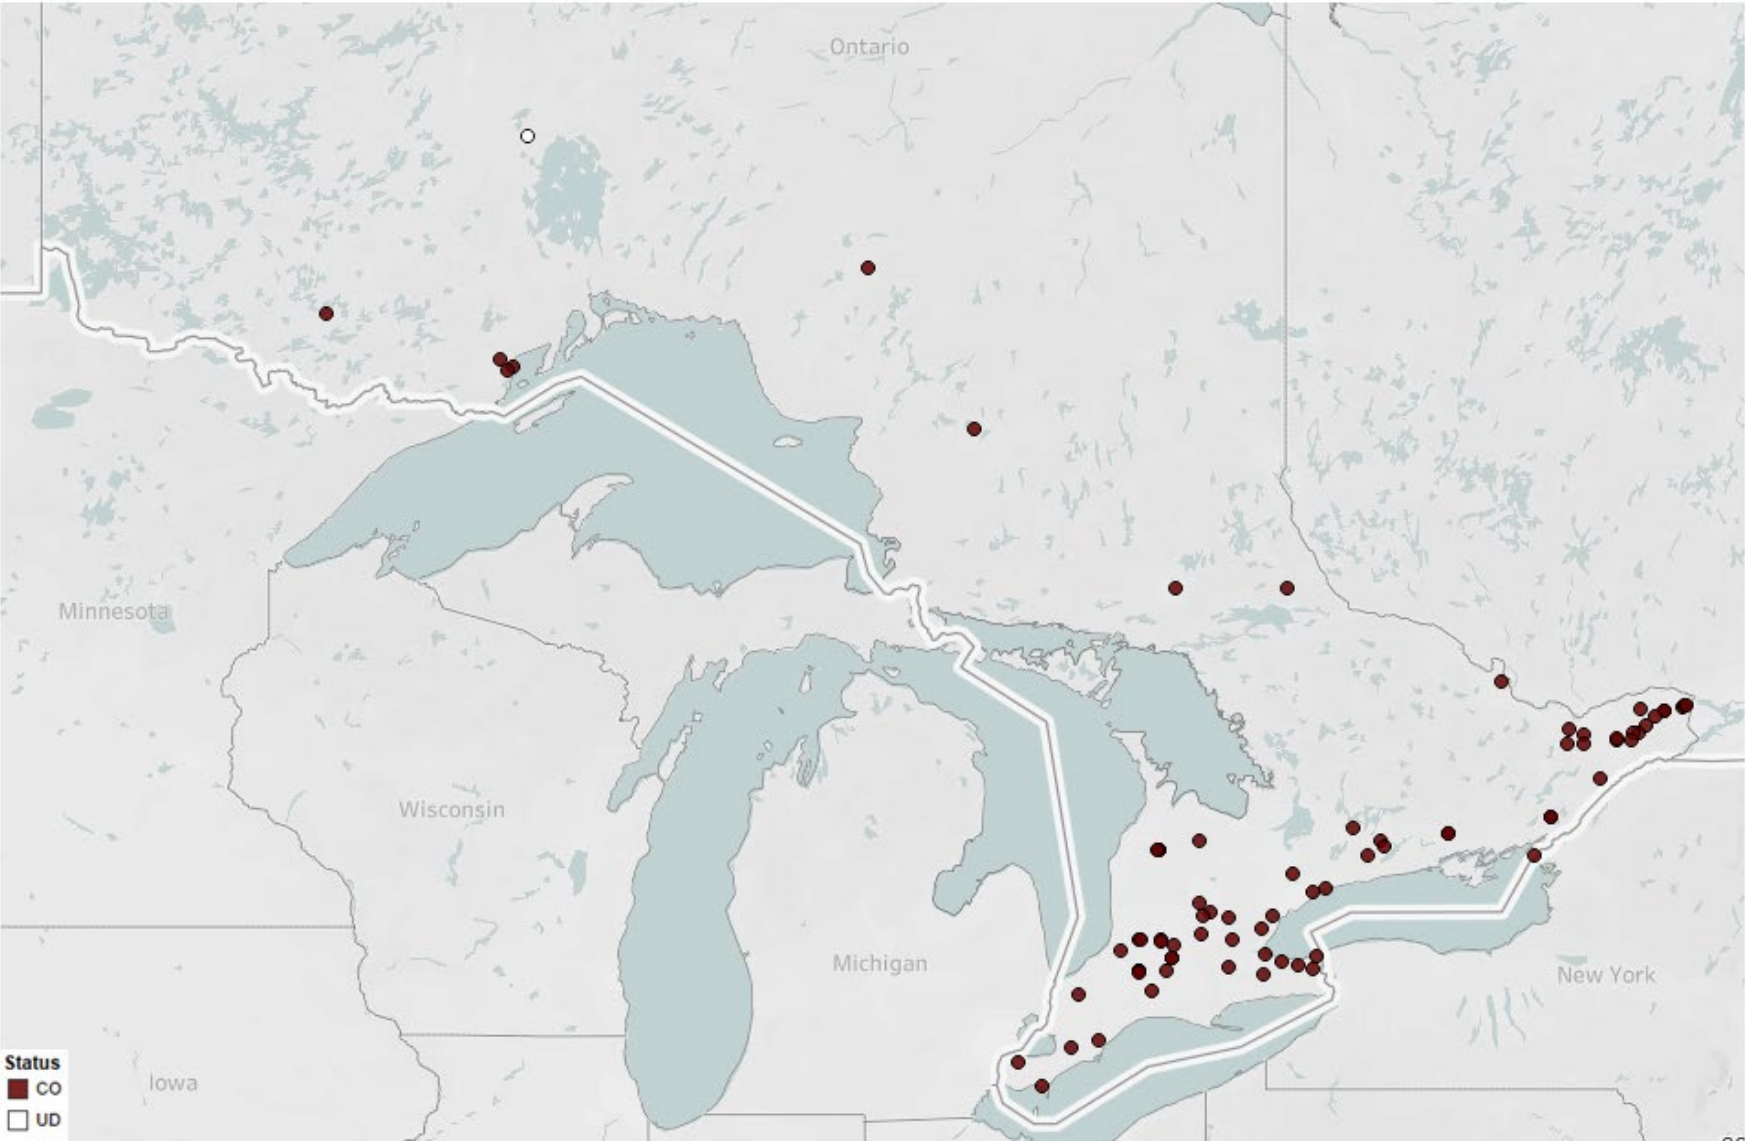 Ontario
Minnesota
Wisconsin
Michigan
New York
Iowa
Status
CO
UD